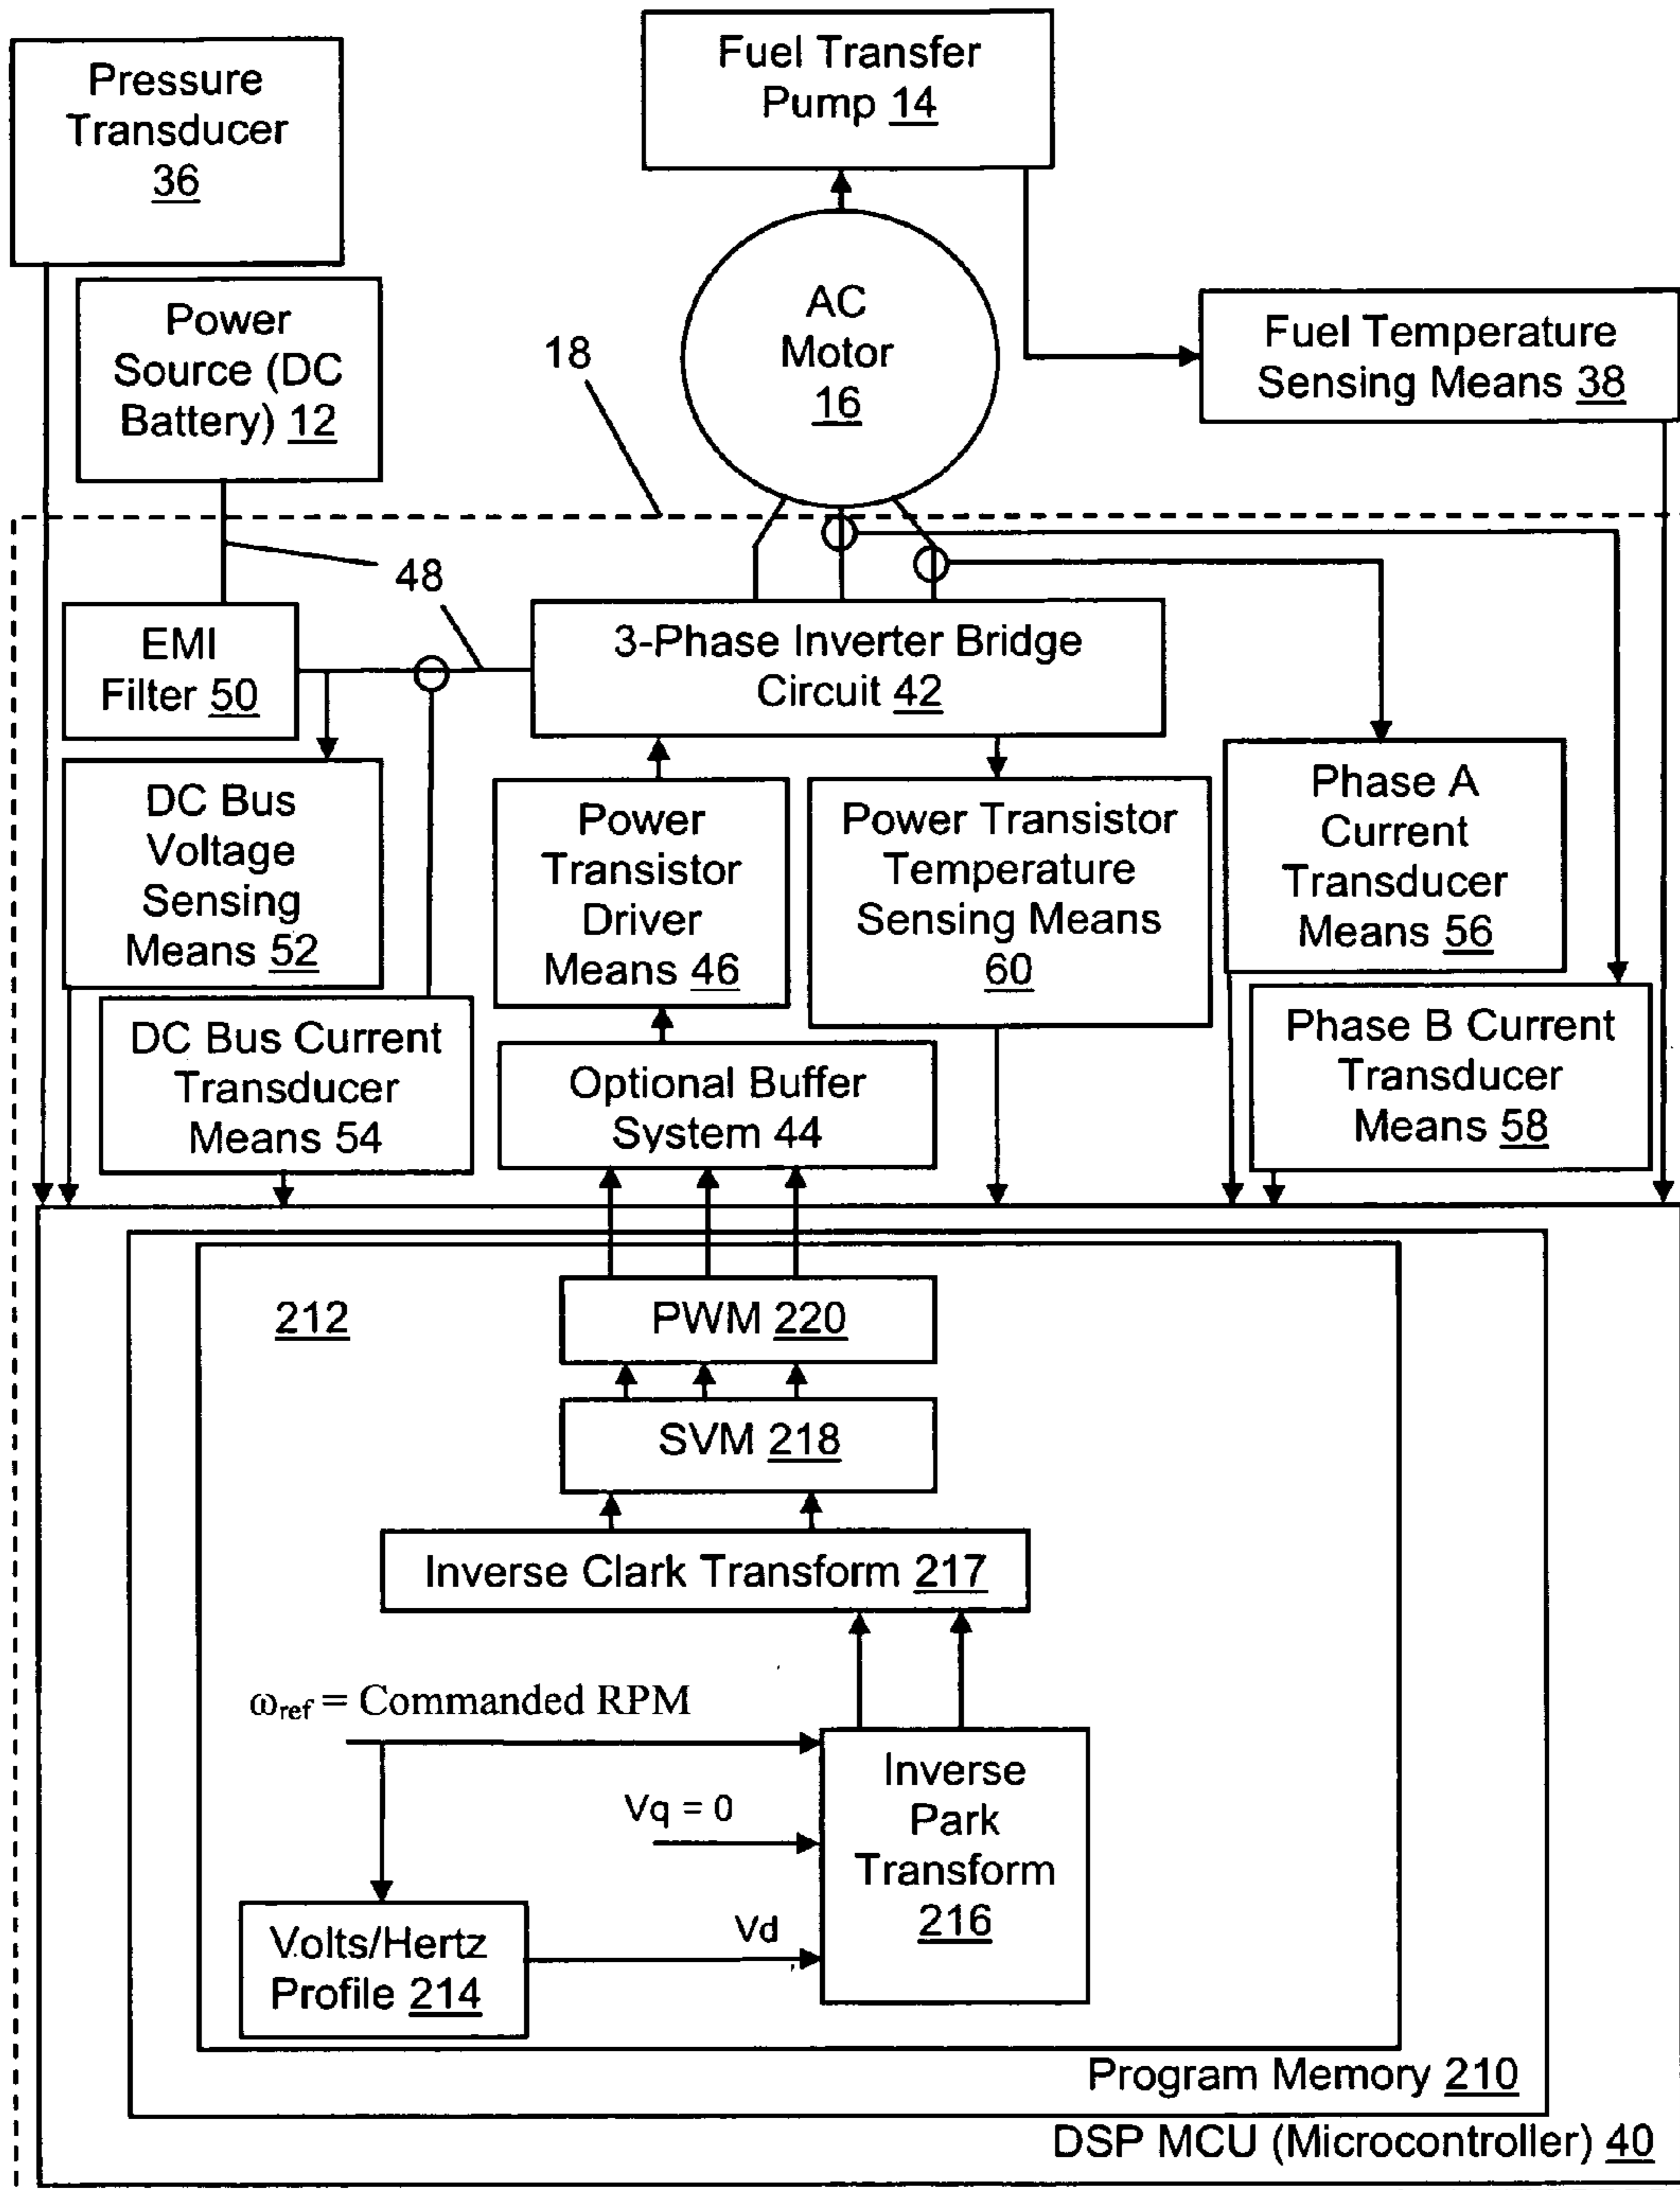 Pressure
Transducer
36
Fuel Transfer
Pump 14
Power
Source (DC
Battery) 12
AC
Motor
16
Fuel Temperature
Sensing Means 38
18
48
EMI
Filter 50
3-Phase Inverter Bridge
Circuit 42
DC Bus
Voltage
Sensing
Means 52
Power
Transistor
Driver
Means 46
Power Transistor
Temperature
Sensing Means
60
Phase A
Current
Transducer
Means 56
DC Bus Current
Transducer
Means 54
Optional Buffer
System 44
Phase B Current
Transducer
Means 58
212
PWM 220
SVM 218
Inverse Clark Transform 217
ωref = Commanded RPM
Vq = 0
Inverse
Park
Transform
216
Vd
Volts/Hertz
Profile 214
Program Memory 210
DSP MCU (Microcontroller) 40